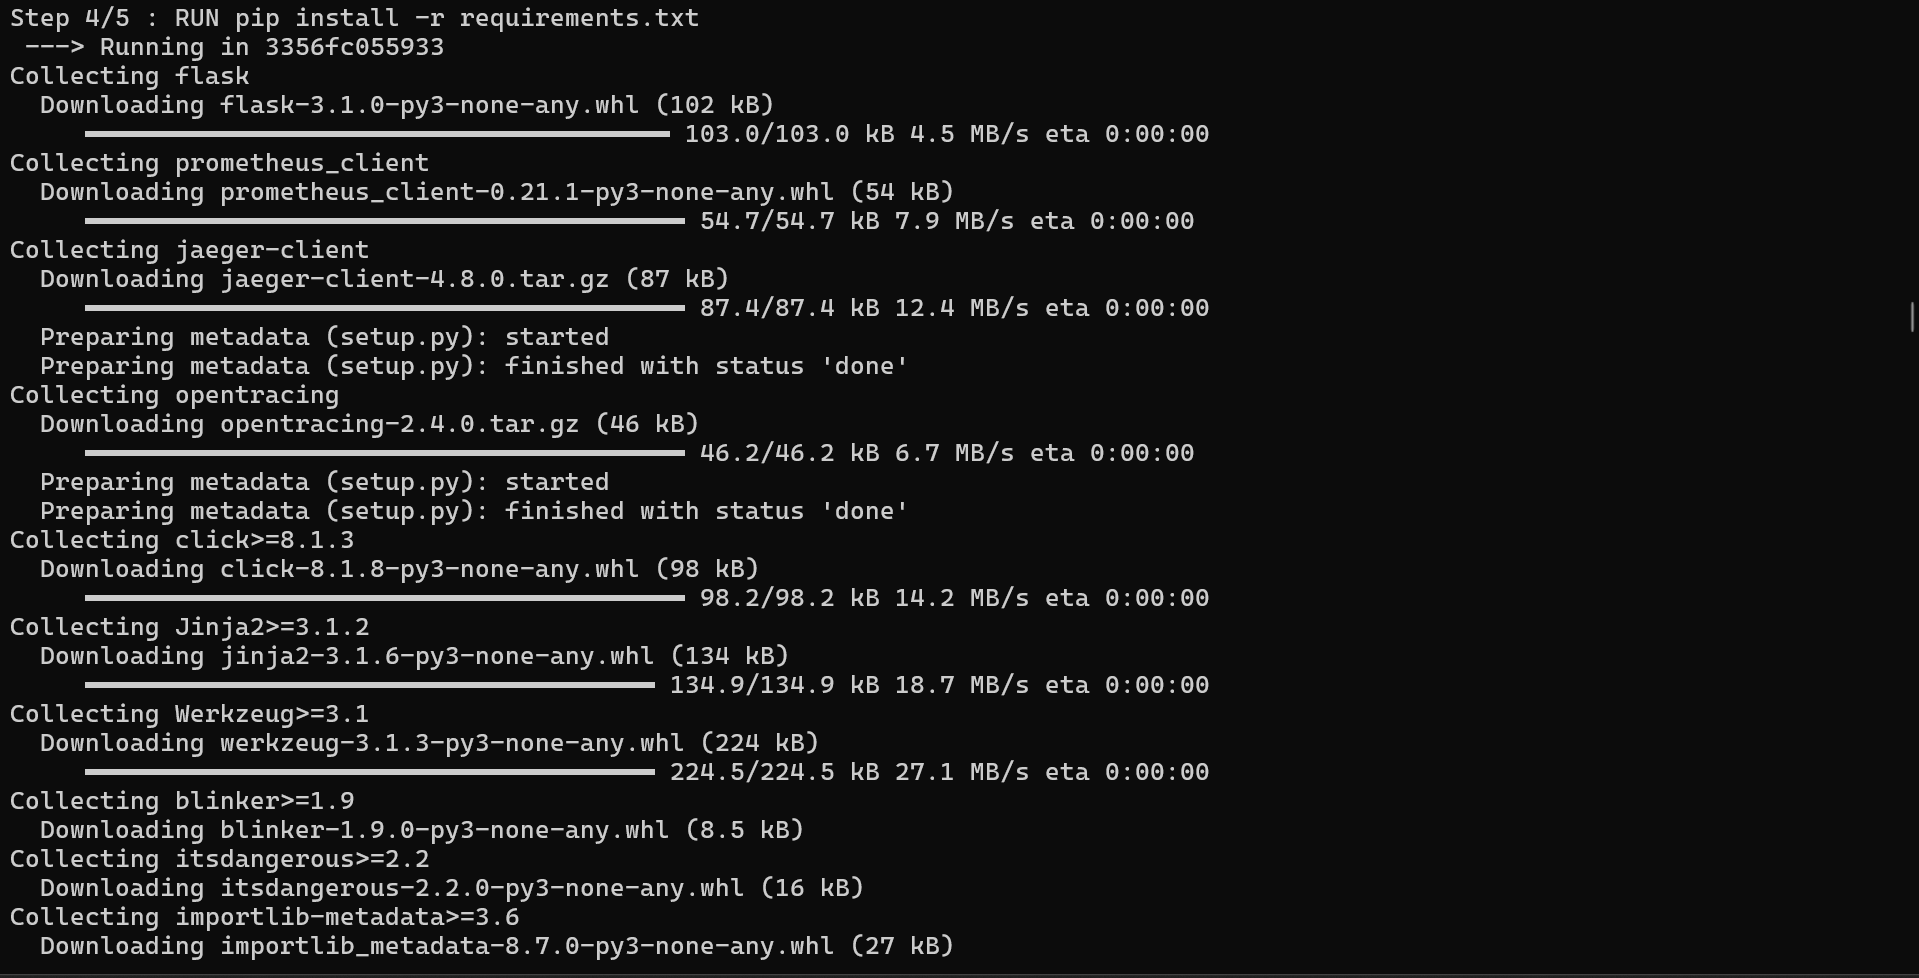 Step 4/5 : RUN pip install -r requirements.txt
 ---> Running in 3356fc055933
Collecting flask
  Downloading flask-3.1.0-py3-none-any.whl (102 kB)
     ━━━━━━━━━━━━━━━━━━━━━━━━━━━━━━━━━━━━━━━ 103.0/103.0 kB 4.5 MB/s eta 0:00:00
Collecting prometheus_client
  Downloading prometheus_client-0.21.1-py3-none-any.whl (54 kB)
     ━━━━━━━━━━━━━━━━━━━━━━━━━━━━━━━━━━━━━━━━ 54.7/54.7 kB 7.9 MB/s eta 0:00:00
Collecting jaeger-client
  Downloading jaeger-client-4.8.0.tar.gz (87 kB)
     ━━━━━━━━━━━━━━━━━━━━━━━━━━━━━━━━━━━━━━━━ 87.4/87.4 kB 12.4 MB/s eta 0:00:00
  Preparing metadata (setup.py): started
  Preparing metadata (setup.py): finished with status 'done'
Collecting opentracing
  Downloading opentracing-2.4.0.tar.gz (46 kB)
     ━━━━━━━━━━━━━━━━━━━━━━━━━━━━━━━━━━━━━━━━ 46.2/46.2 kB 6.7 MB/s eta 0:00:00
  Preparing metadata (setup.py): started
  Preparing metadata (setup.py): finished with status 'done'
Collecting click>=8.1.3
  Downloading click-8.1.8-py3-none-any.whl (98 kB)
     ━━━━━━━━━━━━━━━━━━━━━━━━━━━━━━━━━━━━━━━━ 98.2/98.2 kB 14.2 MB/s eta 0:00:00
Collecting Jinja2>=3.1.2
  Downloading jinja2-3.1.6-py3-none-any.whl (134 kB)
     ━━━━━━━━━━━━━━━━━━━━━━━━━━━━━━━━━━━━━━ 134.9/134.9 kB 18.7 MB/s eta 0:00:00
Collecting Werkzeug>=3.1
  Downloading werkzeug-3.1.3-py3-none-any.whl (224 kB)
     ━━━━━━━━━━━━━━━━━━━━━━━━━━━━━━━━━━━━━━ 224.5/224.5 kB 27.1 MB/s eta 0:00:00
Collecting blinker>=1.9
  Downloading blinker-1.9.0-py3-none-any.whl (8.5 kB)
Collecting itsdangerous>=2.2
  Downloading itsdangerous-2.2.0-py3-none-any.whl (16 kB)
Collecting importlib-metadata>=3.6
  Downloading importlib_metadata-8.7.0-py3-none-any.whl (27 kB)